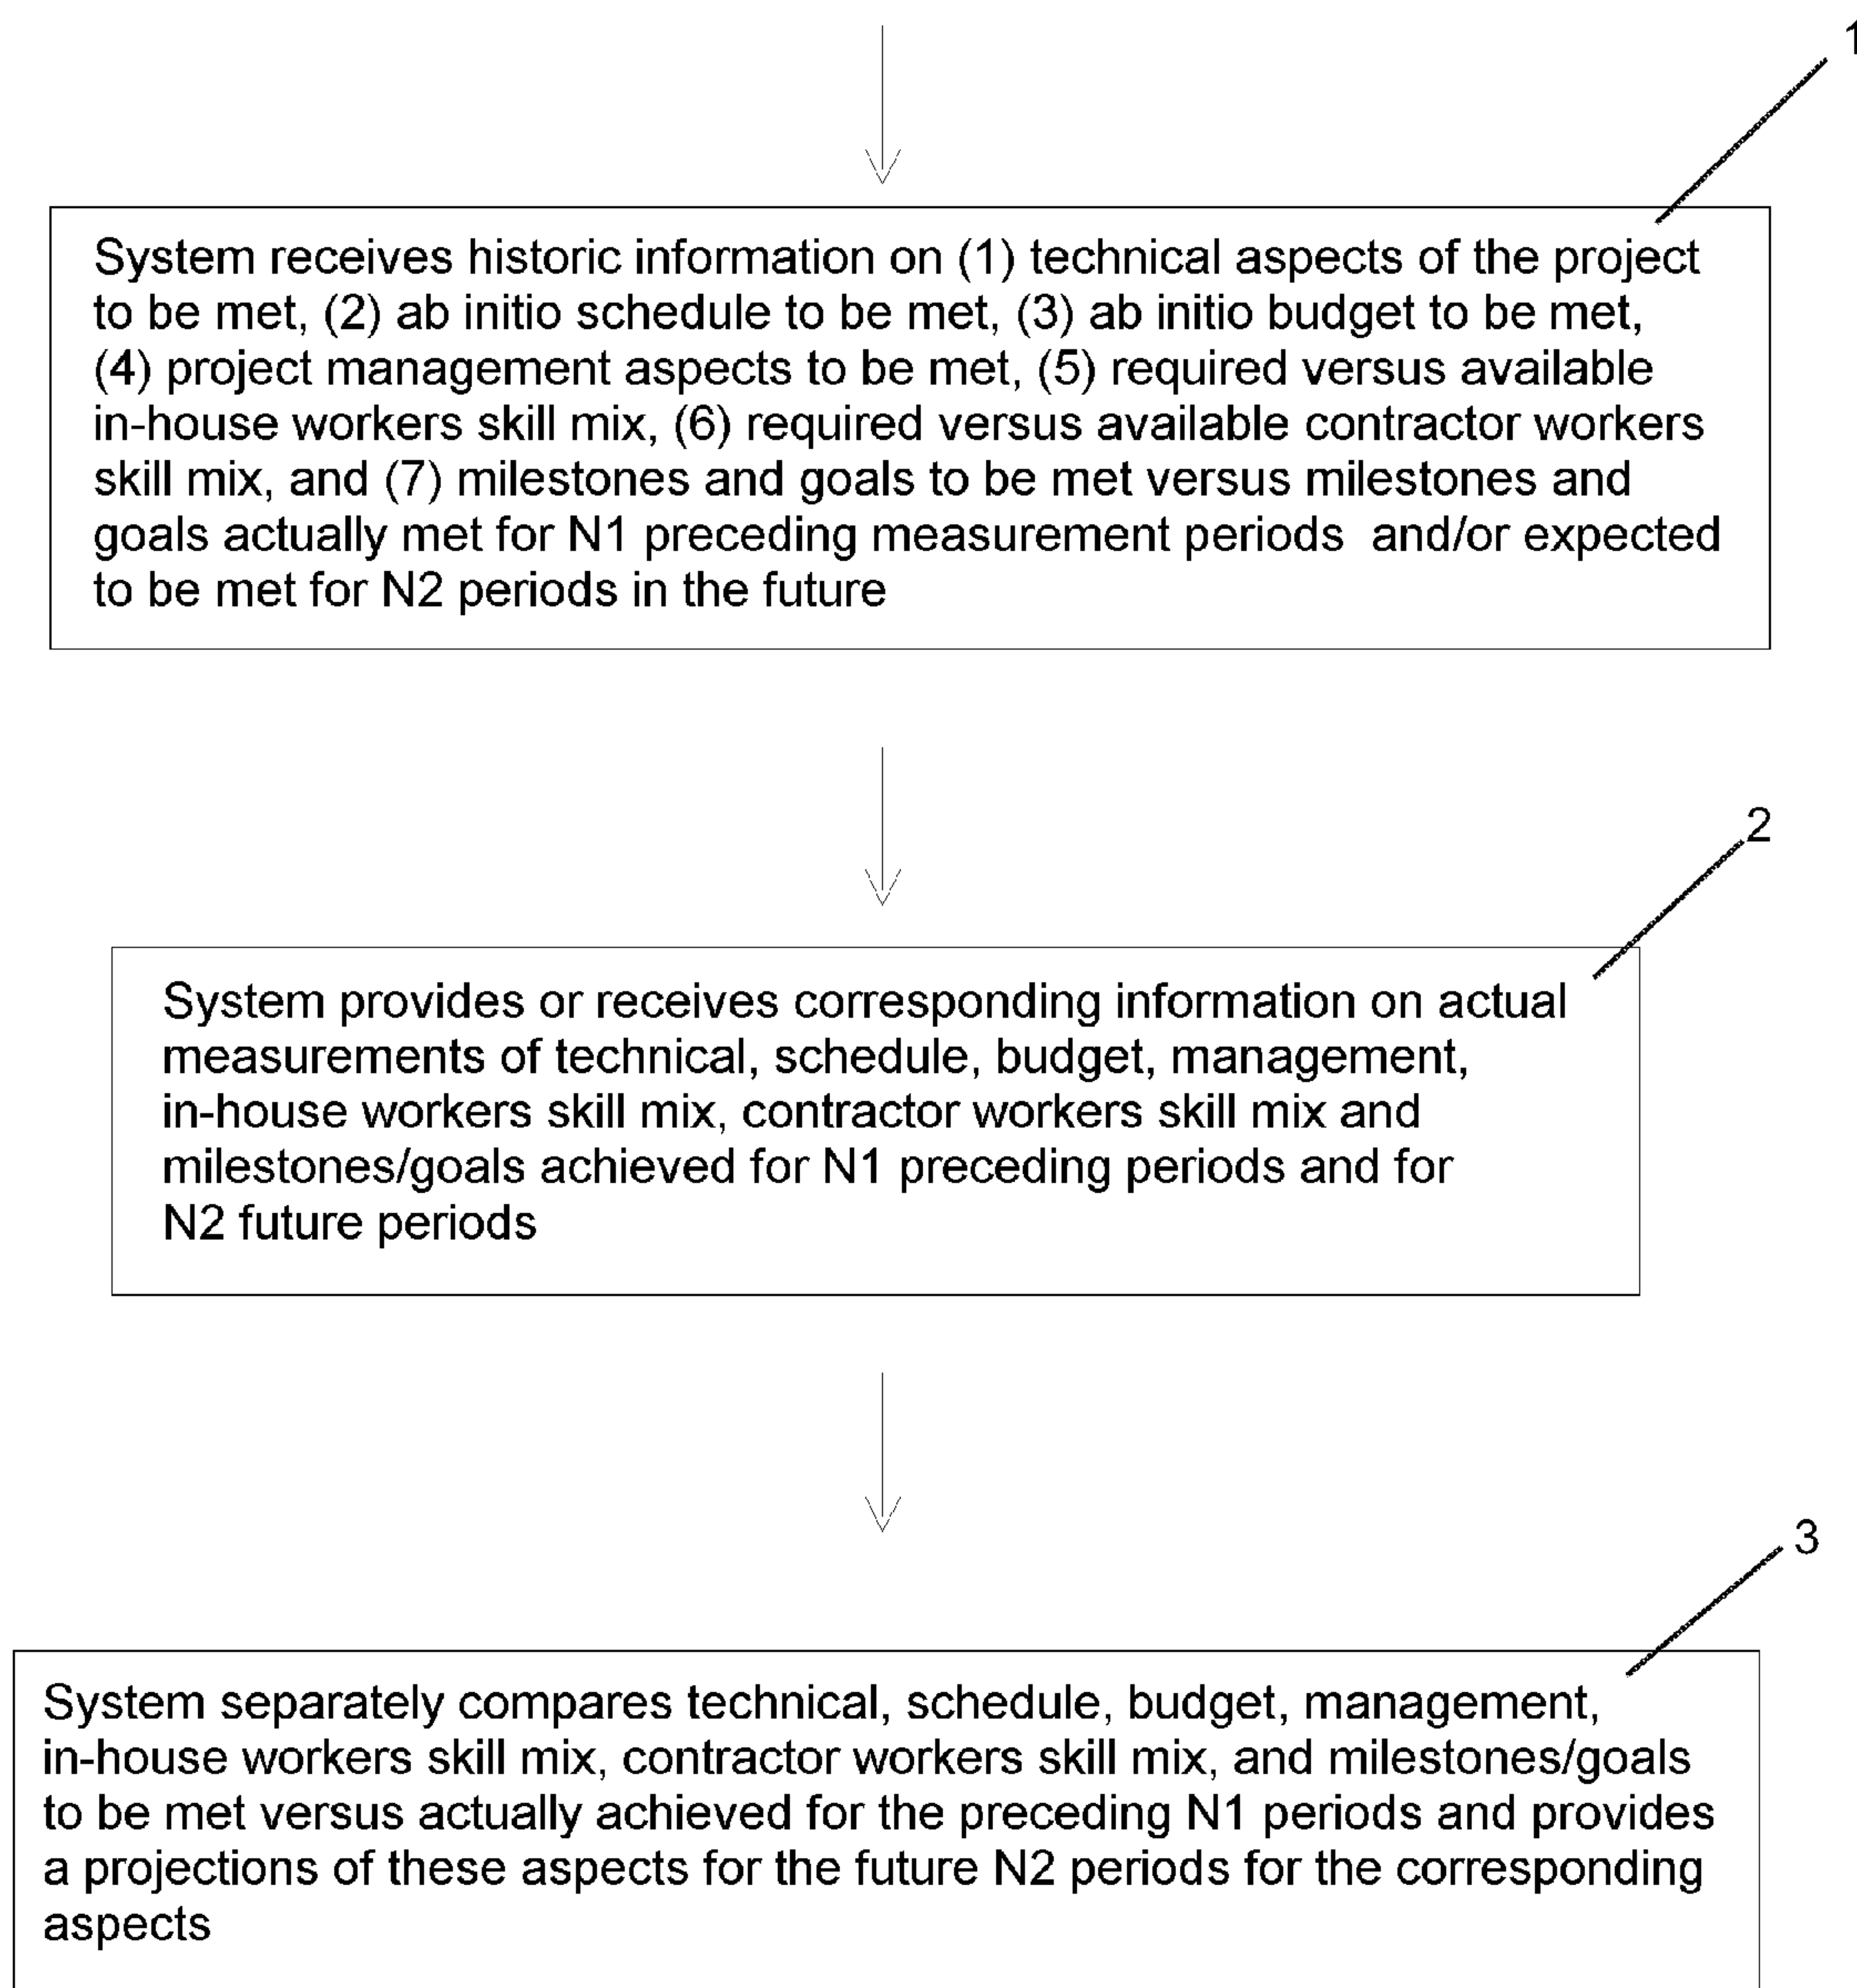 1
System receives historic information on (1) technical aspects of the project
to be met, (2) ab initio schedule to be met, (3) ab initio budget to be met,
(4) project management aspects to be met, (5) required versus available
in-house workers skill mix, (6) required versus available contractor workers
skill mix, and (7) milestones and goals to be met versus milestones and
goals actually met for N1 preceding measurement periods  and/or expected
to be met for N2 periods in the future
2
System provides or receives corresponding information on actual
measurements of technical, schedule, budget, management,
in-house workers skill mix, contractor workers skill mix and
milestones/goals achieved for N1 preceding periods and for
N2 future periods
3
System separately compares technical, schedule, budget, management,
in-house workers skill mix, contractor workers skill mix, and milestones/goals
to be met versus actually achieved for the preceding N1 periods and provides
a projections of these aspects for the future N2 periods for the corresponding
aspects